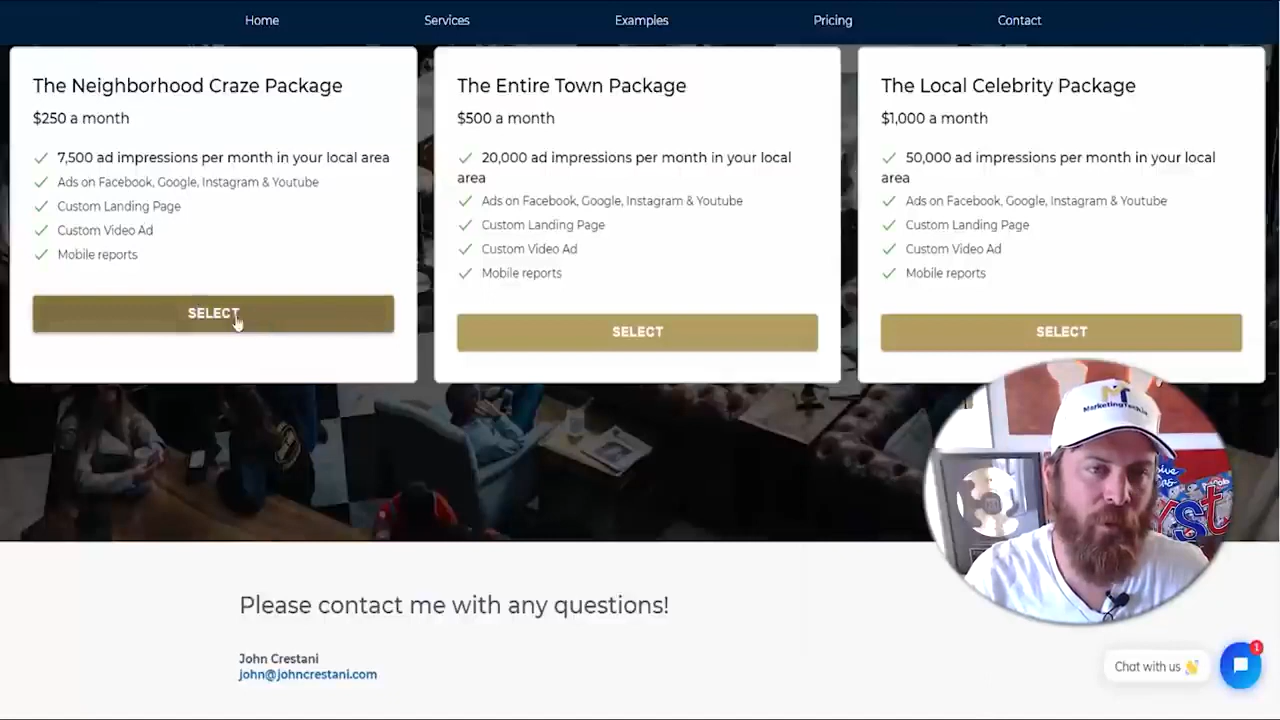 Home
Services
Examples
Pricing
Contact
The Neighborhood Craze Package
$250 a month
7,500 ad impressions per month in your local area
Ads on Facebook, Google, Instagram & Youtube
Custom Landing Page
Custom Video Ad
Mobile reports
SELECT
The Entire Town Package
$500 a month
20,000 ad impressions per month in your local
area
Ads on Facebook, Google, Instagram & Youtube
Custom Landing Page
Custom Video Ad
Mobile reports
SELECT
The Local Celebrity Package
$1,000 a month
50,000 ad impressions per month in your local
area
Ads on Facebook, Google, Instagram & Youtube
Custom Landing Page
Custom Video Ad
Mobile reports
SELECT
Please contact me with any questions!
John Crestani
john@johncrestani.com
Chat with us 👋
1